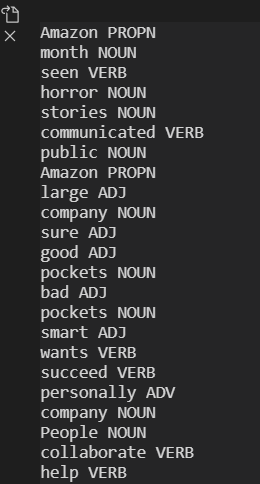 Amazon PROPN
month NOUN
seen VERB
horror NOUN
stories NOUN
communicated VERB
public NOUN
Amazon PROPN
large ADJ
company NOUN
sure ADJ
good ADJ
pockets NOUN
bad ADJ
pockets NOUN
smart ADJ
wants VERB
succeed VERB
personally ADV
company NOUN
People NOUN
collaborate VERB
help VERB